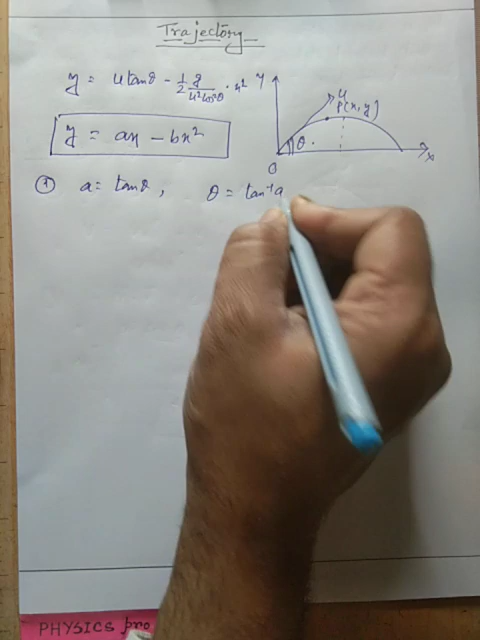 Trajectory
y = u tanθ - 1/2 g/u²cos²θ · x²
y = ax - bx²
① a = tanθ, θ = tan⁻¹a
y
u
P(x, y)
θ
O
x
PHYSICS pro